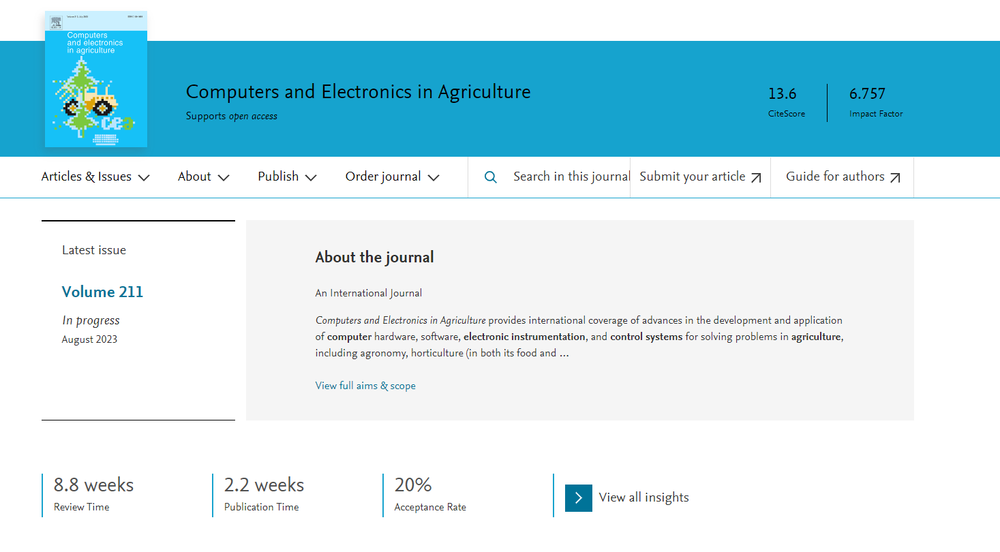 Computers
and electronics
in agriculture
cea
Computers and Electronics in Agriculture
Supports open access
13.6
CiteScore
6.757
Impact Factor
Articles & Issues
About
Publish
Order journal
Search in this journal
Submit your article
Guide for authors
Latest issue
Volume 211
In progress
August 2023
About the journal
An International Journal
Computers and Electronics in Agriculture provides international coverage of advances in the development and application
of computer hardware, software, electronic instrumentation, and control systems for solving problems in agriculture,
including agronomy, horticulture (in both its food and ...
View full aims & scope
8.8 weeks
Review Time
2.2 weeks
Publication Time
20%
Acceptance Rate
View all insights